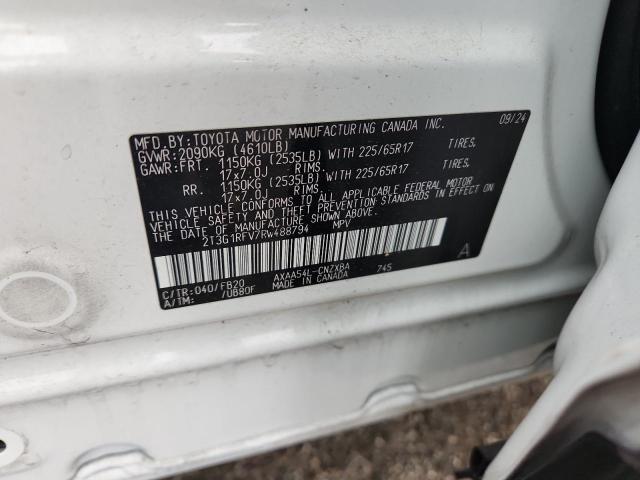 MFD.BY:TOYOTA MOTOR MANUFACTURING CANADA INC. 09/24
GVWR:2090KG (4610LB)
GAWR:FRT. 1150KG (2535LB) WITH 225/65R17 TIRES.
17x7.0J RIMS.
RR. 1150KG (2535LB) WITH 225/65R17 TIRES.
17x7.0J RIMS.
THIS VEHICLE CONFORMS TO ALL APPLICABLE FEDERAL MOTOR
VEHICLE SAFETY AND BUMPER STANDARDS IN EFFECT ON
THE DATE OF MANUFACTURE SHOWN ABOVE.
2T3G1RFV7RW488794 MPV
A
C/TR:040/FB20 AXAA54L-CNZXBA 745
A/TM: /UB80F MADE IN CANADA